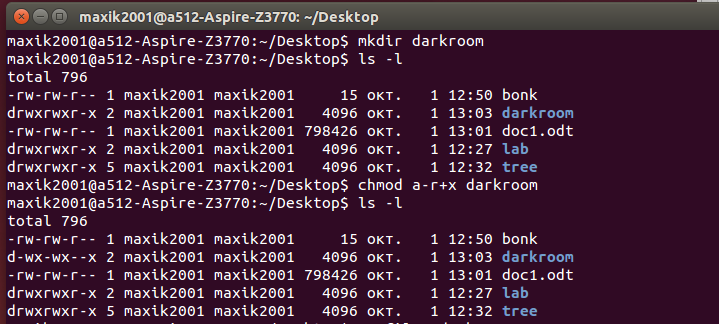 maxik2001@a512-Aspire-Z3770: ~/Desktop
maxik2001@a512-Aspire-Z3770:~/Desktop$ mkdir darkroom
maxik2001@a512-Aspire-Z3770:~/Desktop$ ls -l
total 796
-rw-rw-r-- 1 maxik2001 maxik2001     15 окт.   1 12:50 bonk
drwxrwxr-x 2 maxik2001 maxik2001   4096 окт.   1 13:03 darkroom
-rw-rw-r-- 1 maxik2001 maxik2001 798426 окт.   1 13:01 doc1.odt
drwxrwxr-x 2 maxik2001 maxik2001   4096 окт.   1 12:27 lab
drwxrwxr-x 5 maxik2001 maxik2001   4096 окт.   1 12:32 tree
maxik2001@a512-Aspire-Z3770:~/Desktop$ chmod a-r+x darkroom
maxik2001@a512-Aspire-Z3770:~/Desktop$ ls -l
total 796
-rw-rw-r-- 1 maxik2001 maxik2001     15 окт.   1 12:50 bonk
d-wx-wx--x 2 maxik2001 maxik2001   4096 окт.   1 13:03 darkroom
-rw-rw-r-- 1 maxik2001 maxik2001 798426 окт.   1 13:01 doc1.odt
drwxrwxr-x 2 maxik2001 maxik2001   4096 окт.   1 12:27 lab
drwxrwxr-x 5 maxik2001 maxik2001   4096 окт.   1 12:32 tree